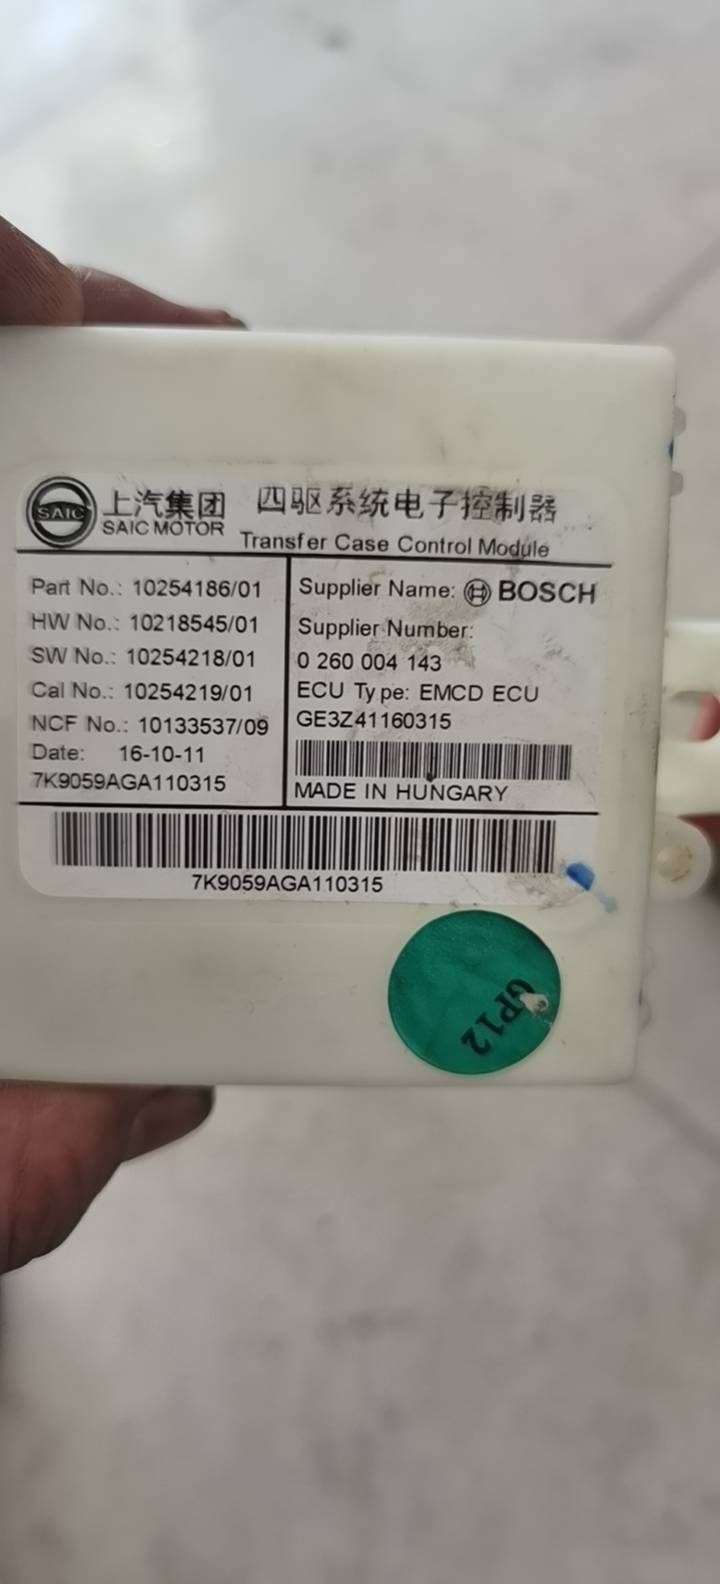 SAIC 上汽集团 四驱系统电子控制器
SAIC MOTOR Transfer Case Control Module
Part No.: 10254186/01
HW No.: 10218545/01
SW No.: 10254218/01
Cal No.: 10254219/01
NCF No.: 10133537/09
Date: 16-10-11
7K9059AGA110315
Supplier Name: BOSCH
Supplier Number:
0 260 004 143
ECU Type: EMCD ECU
GE3Z41160315
MADE IN HUNGARY
7K9059AGA110315
GP12